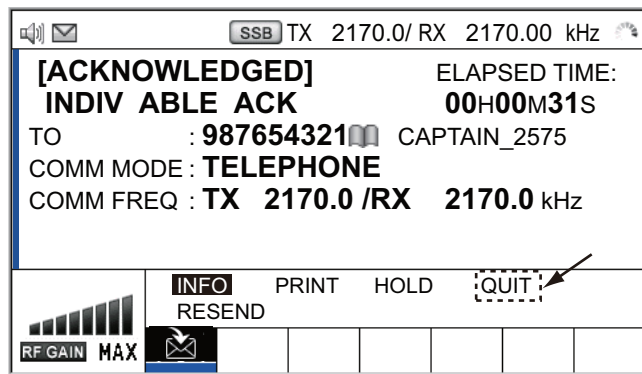 SSB TX 2170.0/ RX 2170.00 kHz
[ACKNOWLEDGED] ELAPSED TIME:
INDIV ABLE ACK 00H00M31S
TO : 987654321 CAPTAIN_2575
COMM MODE : TELEPHONE
COMM FREQ : TX 2170.0 /RX 2170.0 kHz
INFO PRINT HOLD QUIT
RESEND
RF GAIN MAX